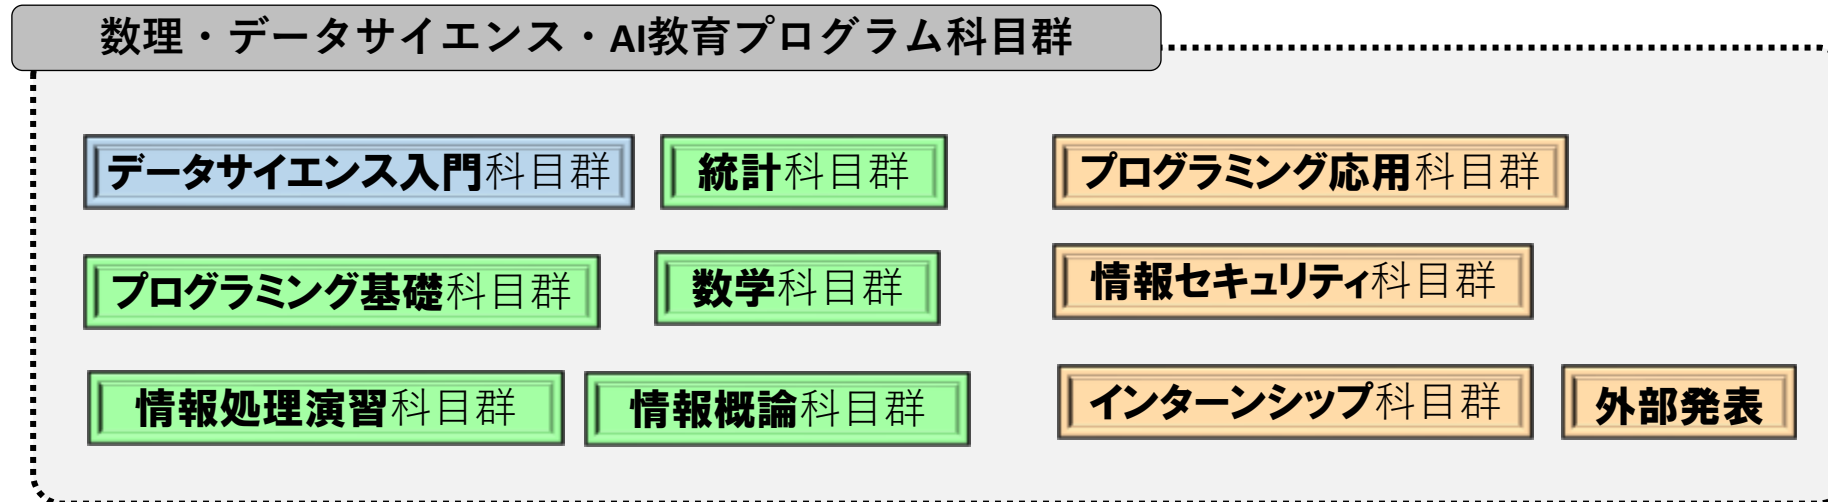 数理・データサイエンス・AI教育プログラム科目群
データサイエンス入門科目群
統計科目群
プログラミング応用科目群
プログラミング基礎科目群
数学科目群
情報セキュリティ科目群
情報処理演習科目群
情報概論科目群
インターンシップ科目群
外部発表